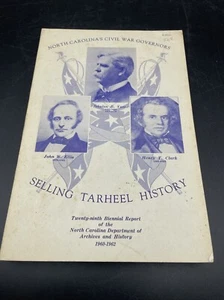 NORTH CAROLINA'S CIVIL WAR GOVERNORS
Zebulon B. Vance
John W. Ellis
Henry T. Clark
SELLING TARHEEL HISTORY
Twenty-ninth Biennial Report
of the
North Carolina Department of
Archives and History
1960-1962